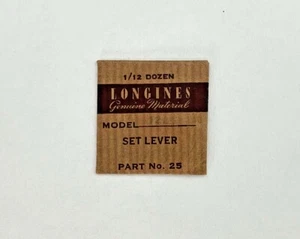 1/12 DOZEN
LONGINES
Genuine Material
MODEL
SET LEVER
PART No. 25